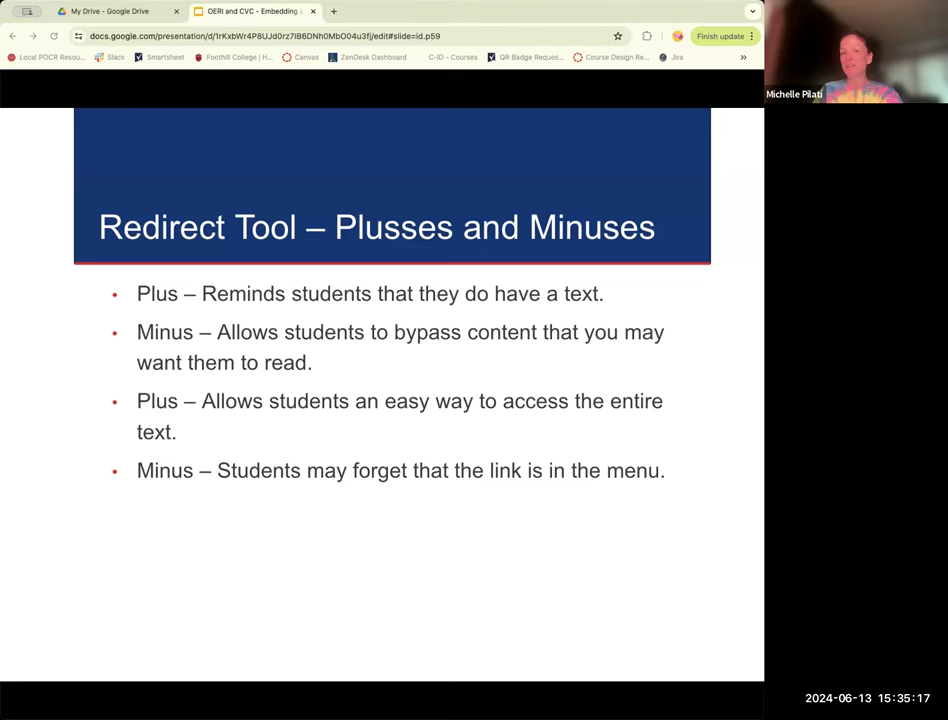 My Drive - Google Drive
OERI and CVC - Embedding a
docs.google.com/presentation/d/1rKxbWr4P8UJd0rz7lB6DNh0MbO04u3fj/edit#slide=id.p59
Finish update
Local POCR Resou...
Slack
Smartsheet
Foothill College | H...
Canvas
ZenDesk Dashboard
C-ID – Courses
QR Badge Reques...
Course Design Re...
Jira
Michelle Pilati
Redirect Tool – Plusses and Minuses
• Plus – Reminds students that they do have a text.
• Minus – Allows students to bypass content that you may
want them to read.
• Plus – Allows students an easy way to access the entire
text.
• Minus – Students may forget that the link is in the menu.
2024-06-13 15:35:17